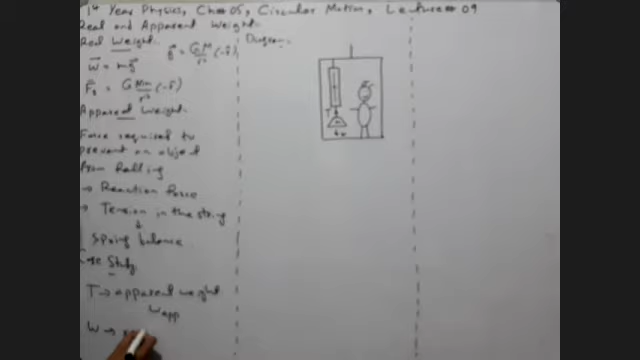 1st Year Physics, Ch#05, Circular Motion, Lecture# 09
Real and Apparent Weight.
Real Weight.
W = mg
g = GM/r² (-r̂)
Fg = G Mm/r² (-r̂)
Apparent Weight.
Force required to
prevent an object
from falling
→ Reaction force
→ Tension in the string
↓
Spring balance
Case Study
T → apparent weight
Wapp
W →
Diagram.
T
w